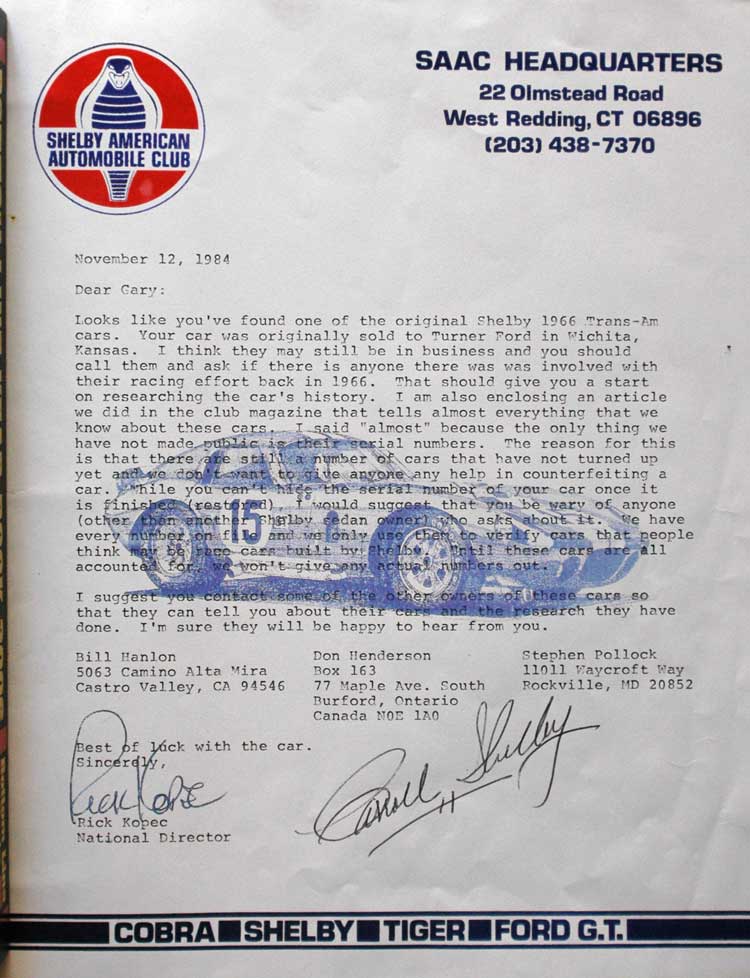 SHELBY AMERICAN
AUTOMOBILE CLUB
SAAC HEADQUARTERS
22 Olmstead Road
West Redding, CT 06896
(203) 438-7370
November 12, 1984
Dear Gary:
Looks like you've found one of the original Shelby 1966 Trans-Am
cars. Your car was originally sold to Turner Ford in Wichita,
Kansas. I think they may still be in business and you should
call them and ask if there is anyone there was was involved with
their racing effort back in 1966. That should give you a start
on researching the car's history. I am also enclosing an article
we did in the club magazine that tells almost everything that we
know about these cars. I said "almost" because the only thing we
have not made public is their serial numbers. The reason for this
is that there are still a number of cars that have not turned up
yet and we don't want to give anyone any help in counterfeiting a
car. While you can't hide the serial number of your car once it
is finished (restored), I would suggest that you be wary of anyone
(other than another Shelby sedan owner) who asks about it. We have
every number on and we only use them to verify cars that people
think may be race cars built by Shelby. Until these cars are all
accounted for, we won't give any actual numbers out.
15
I suggest you contact some of the other owners of these cars so
that they can tell you about their cars and the research they have
done. I'm sure they will be happy to hear from you.
Bill Hanlon
5063 Camino Alta Mira
Castro Valley, CA 94546
Don Henderson
Box 163
77 Maple Ave. South
Burford, Ontario
Canada N0E 1A0
Stephen Pollock
11011 Waycroft Way
Rockville, MD 20852
Best of luck with the car.
Sincerely,
Rick Kopec
Carroll Shelby
Rick Kopec
National Director
COBRA SHELBY TIGER FORD G.T.